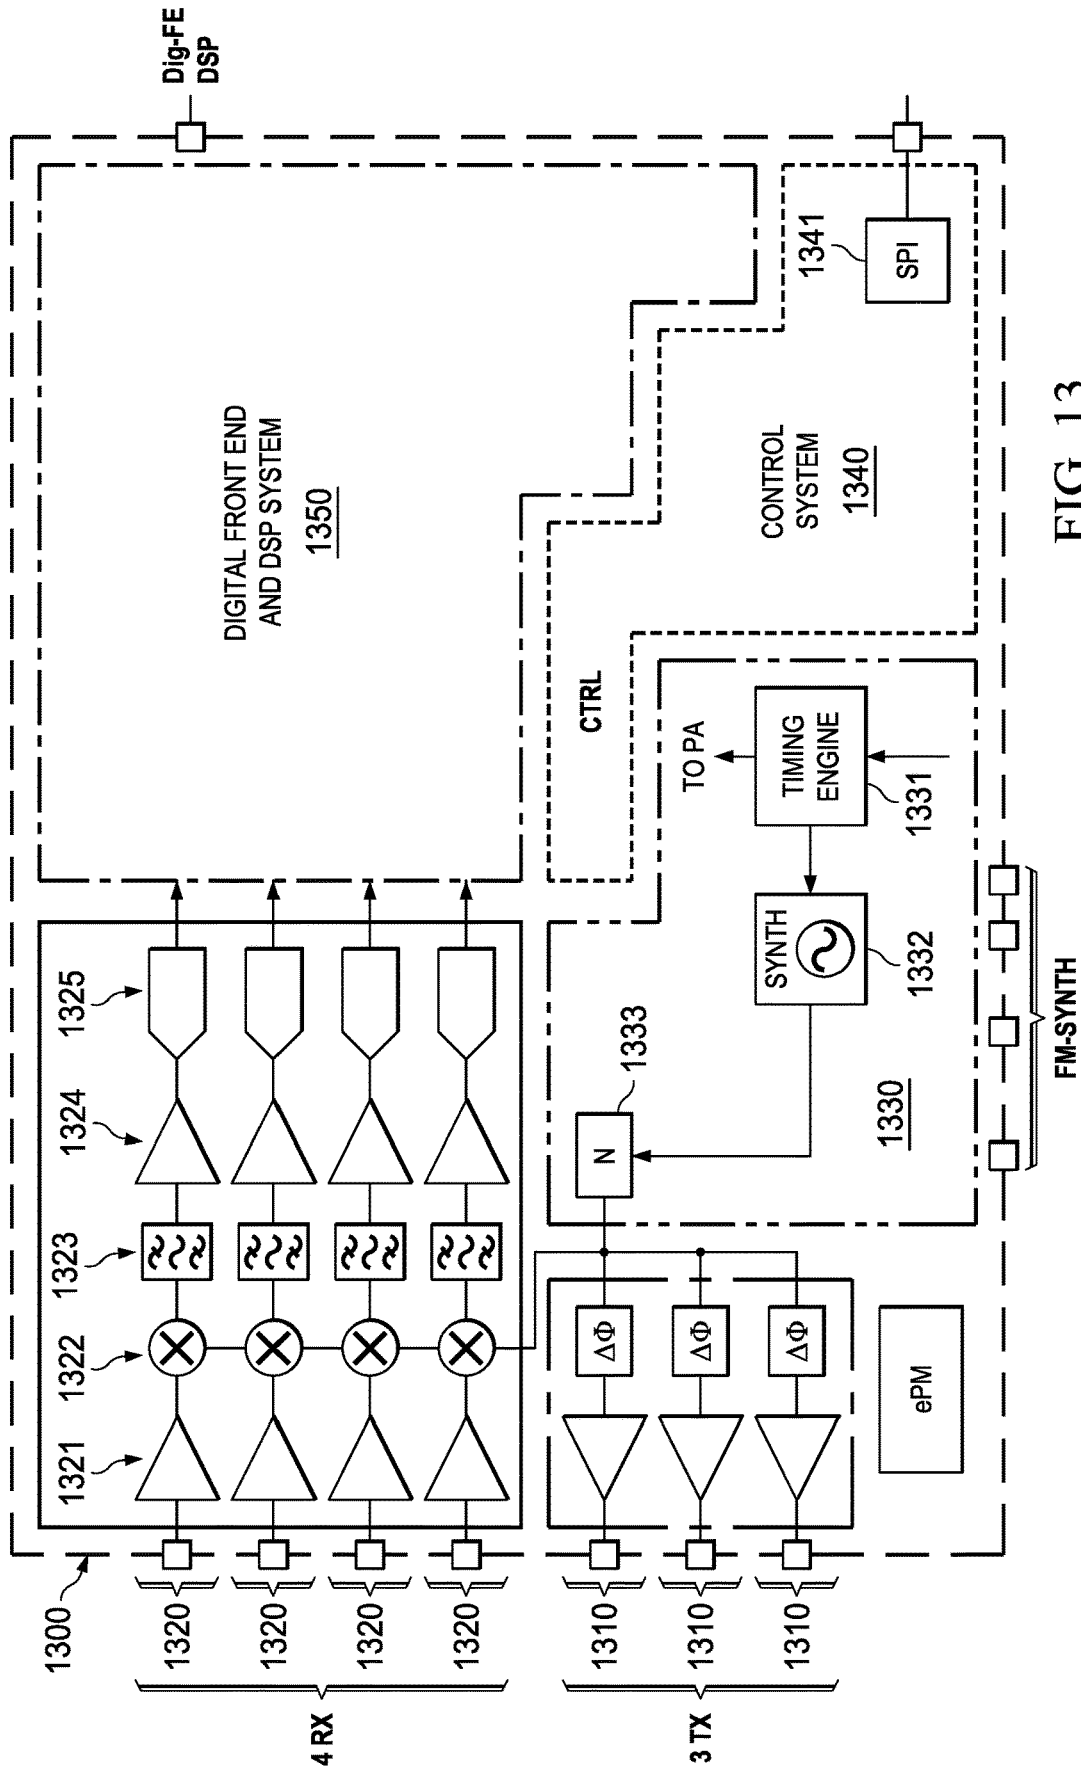 1300
4 RX
1320
1320
1320
1320
3 TX
1310
1310
1310
1321
1322
1323
1324
1325
ΔΦ
ΔΦ
ΔΦ
ePM
N
1333
SYNTH
1332
TIMING
ENGINE
1331
TO PA
1330
FM-SYNTH
CTRL
CONTROL
SYSTEM
1340
SPI
1341
DIGITAL FRONT END
AND DSP SYSTEM
1350
Dig-FE
DSP
FIG. 13